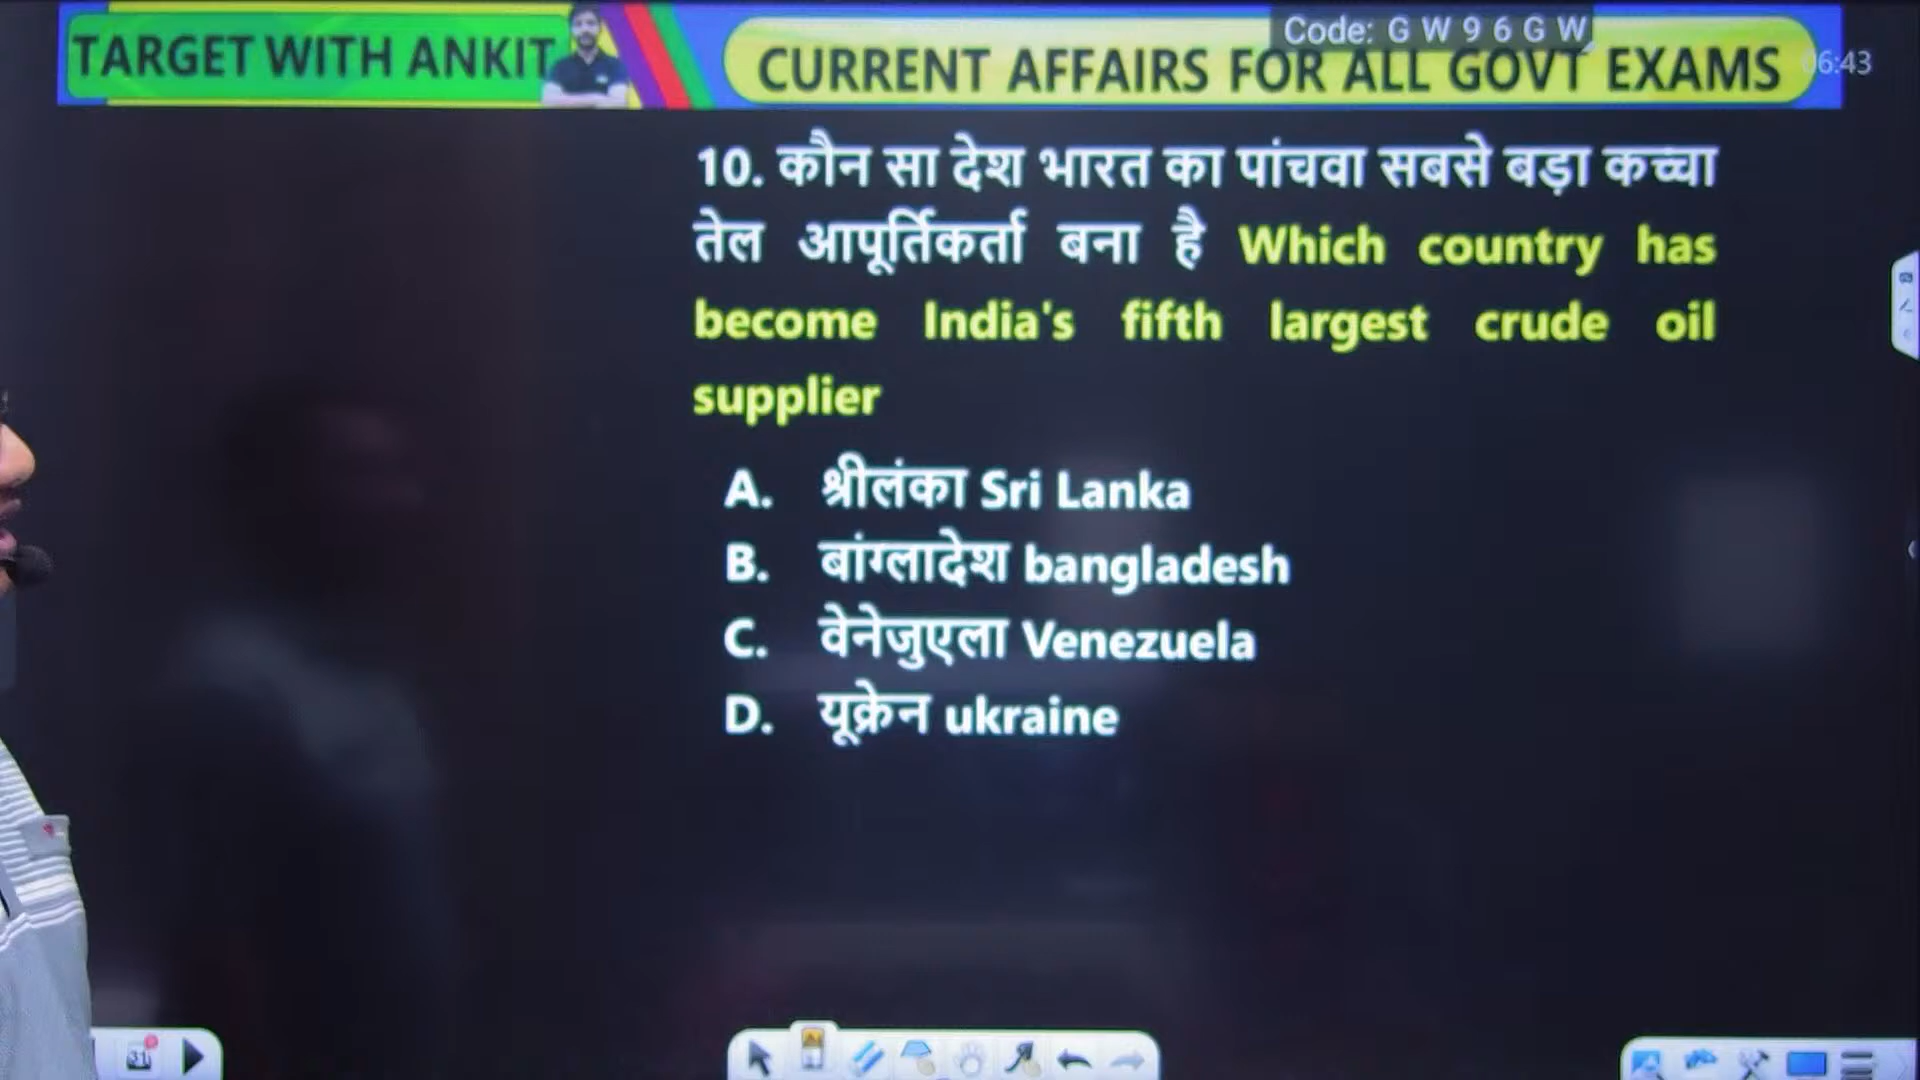 TARGET WITH ANKIT
Code: G W 9 6 G W
CURRENT AFFAIRS FOR ALL GOVT EXAMS
06:43
10. कौन सा देश भारत का पांचवा सबसे बड़ा कच्चा
तेल आपूर्तिकर्ता बना है Which country has
become India's fifth largest crude oil
supplier
A. श्रीलंका Sri Lanka
B. बांग्लादेश bangladesh
C. वेनेजुएला Venezuela
D. यूक्रेन ukraine
31